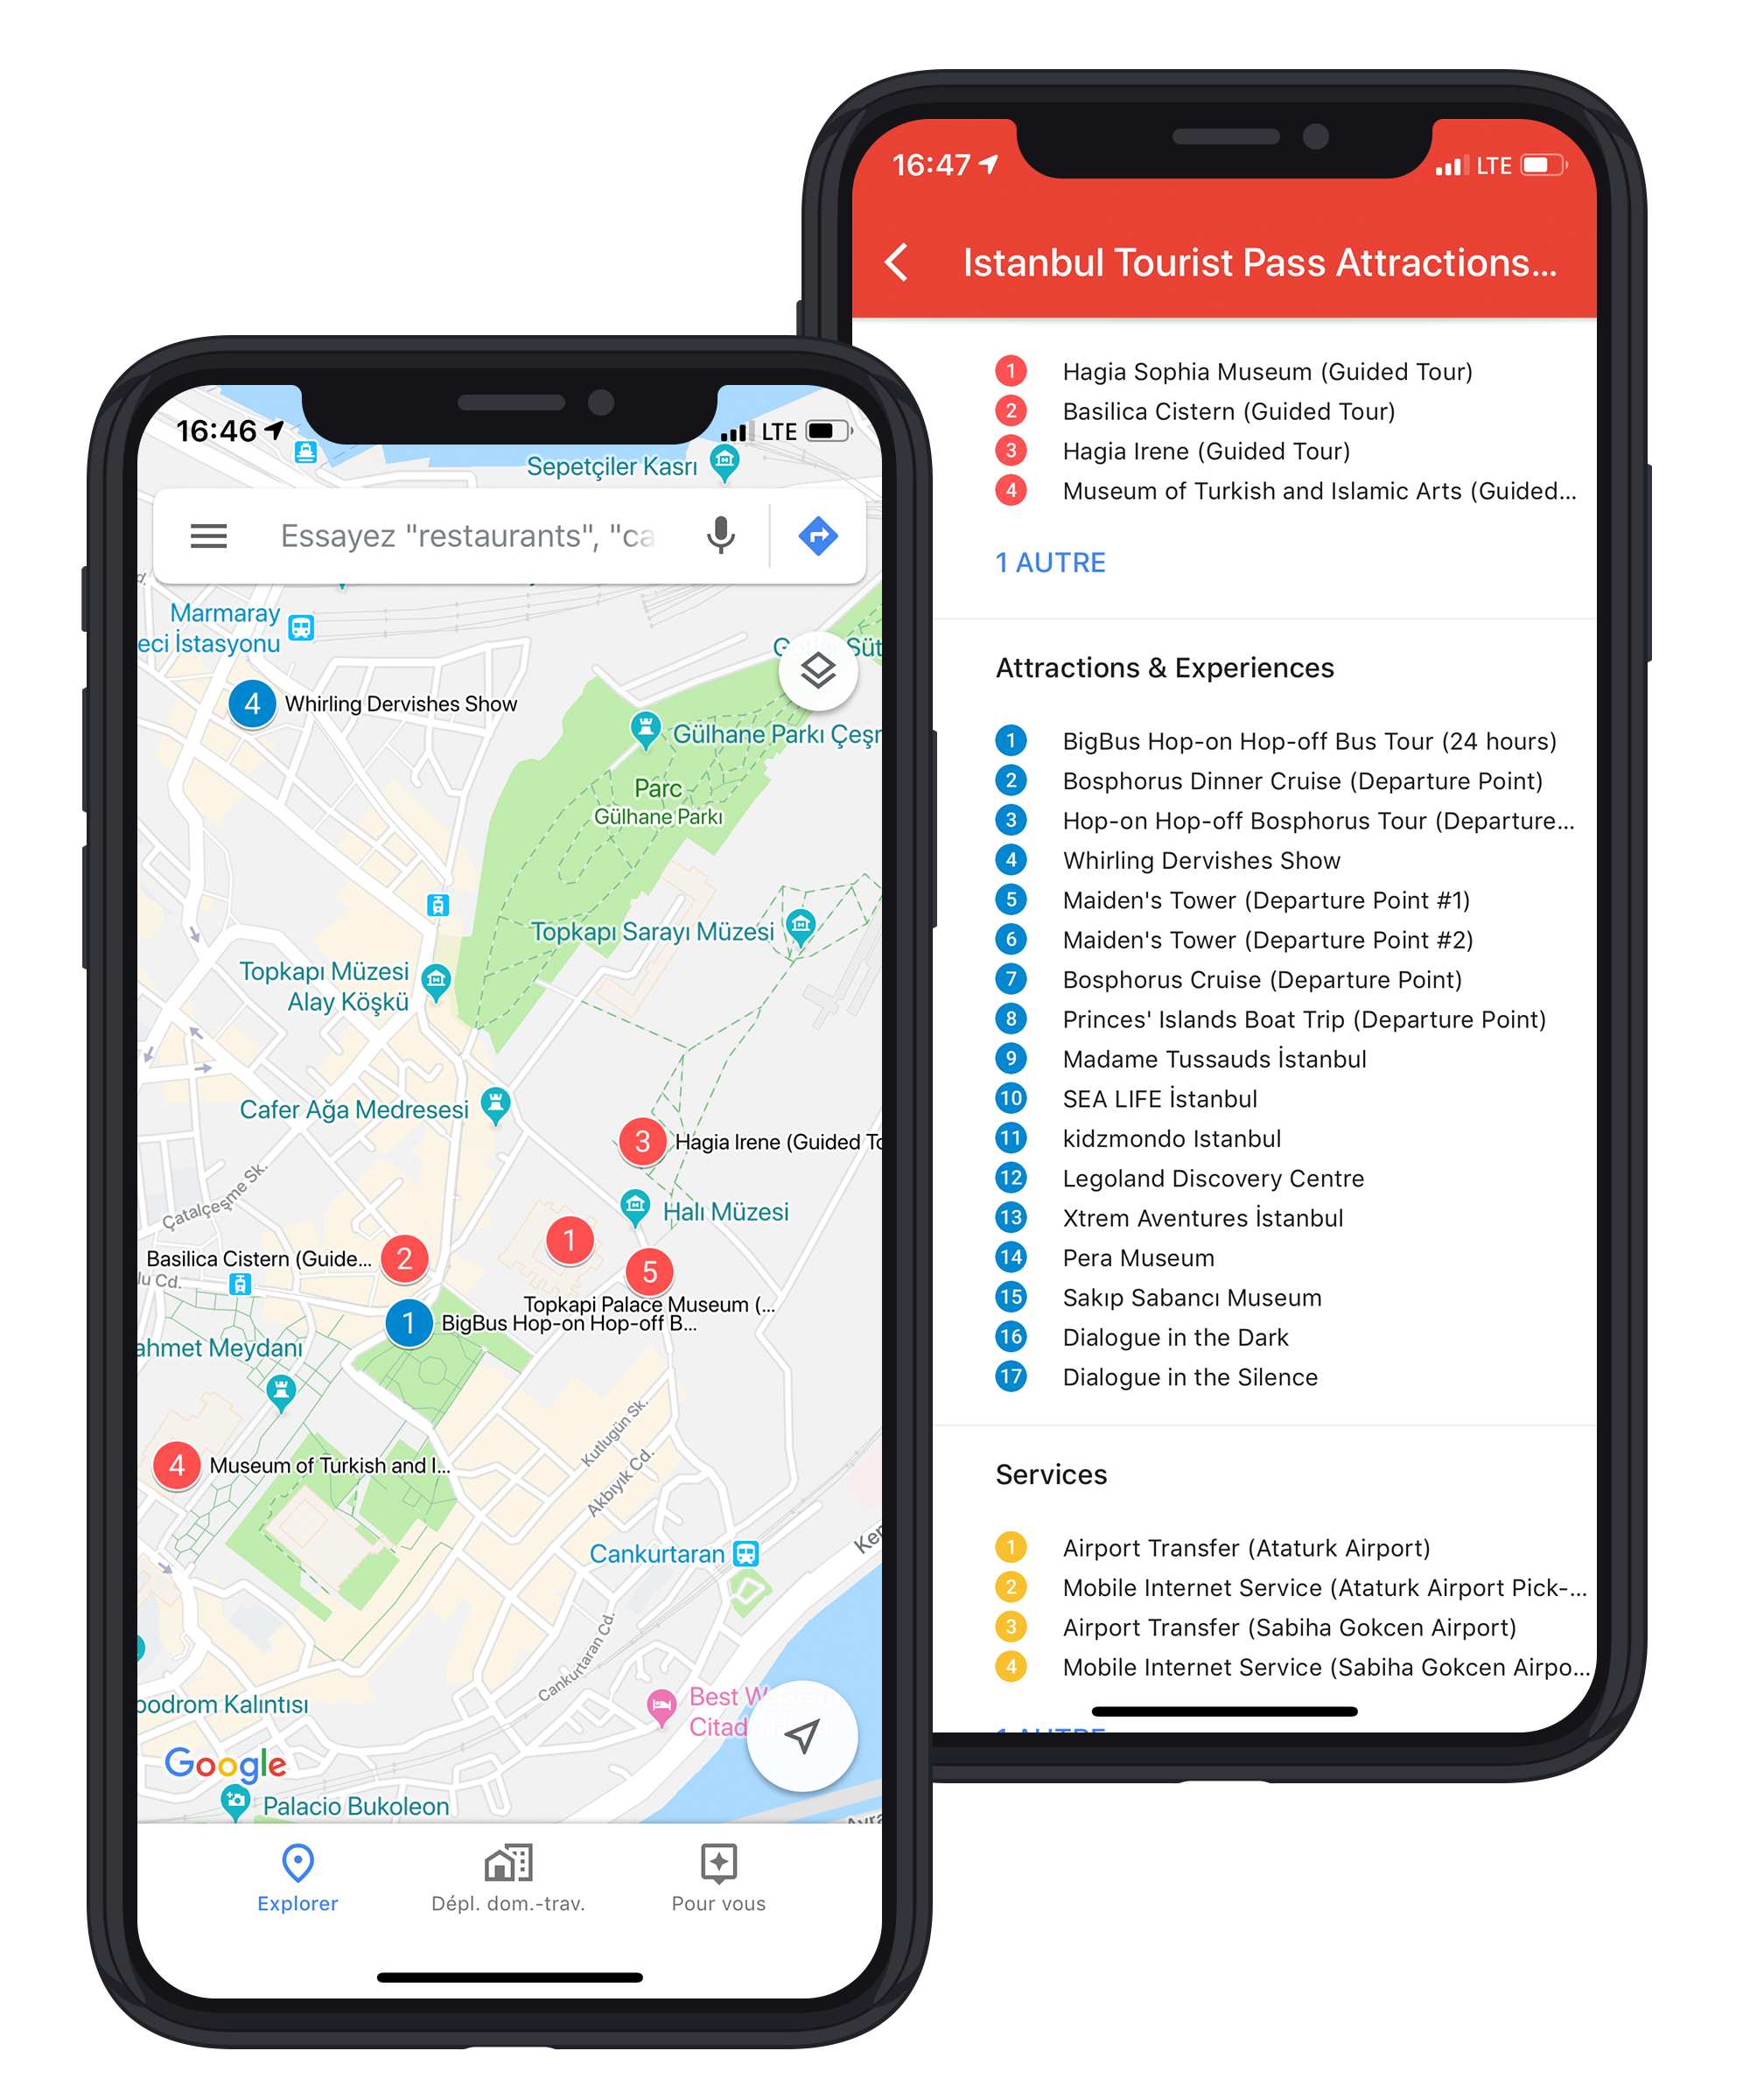 16:46
LTE
Sepetçiler Kasrı
Essayez "restaurants", "ca
Marmaray
eci İstasyonu
4
Whirling Dervishes Show
Gülhane Parkı Çeşr
Parc
Gülhane Parkı
Topkapı Sarayı Müzesi
Topkapı Müzesi
Alay Köşkü
Cafer Ağa Medresesi
3
Hagia Irene (Guided To
Çatalçeşme Sk.
Halı Müzesi
1
Basilica Cistern (Guide...
2
lu Cd.
5
Topkapi Palace Museum (...
1
BigBus Hop-on Hop-off B...
ahmet Meydanı
Kutlugün Sk.
4
Museum of Turkish and I...
Akbıyık Cd.
Cankurtaran
Ken
Cankurtaran Cd.
podrom Kalıntısı
Best Western
Citadel
Google
Palacio Bukoleon
Explorer
Dépl. dom.-trav.
Pour vous
16:47
LTE
Istanbul Tourist Pass Attractions...
1 Hagia Sophia Museum (Guided Tour)
2 Basilica Cistern (Guided Tour)
3 Hagia Irene (Guided Tour)
4 Museum of Turkish and Islamic Arts (Guided...
1 AUTRE
Attractions & Experiences
1 BigBus Hop-on Hop-off Bus Tour (24 hours)
2 Bosphorus Dinner Cruise (Departure Point)
3 Hop-on Hop-off Bosphorus Tour (Departure...
4 Whirling Dervishes Show
5 Maiden's Tower (Departure Point #1)
6 Maiden's Tower (Departure Point #2)
7 Bosphorus Cruise (Departure Point)
8 Princes' Islands Boat Trip (Departure Point)
9 Madame Tussauds İstanbul
10 SEA LIFE İstanbul
11 kidzmondo Istanbul
12 Legoland Discovery Centre
13 Xtrem Aventures İstanbul
14 Pera Museum
15 Sakıp Sabancı Museum
16 Dialogue in the Dark
17 Dialogue in the Silence
Services
1 Airport Transfer (Ataturk Airport)
2 Mobile Internet Service (Ataturk Airport Pick-...
3 Airport Transfer (Sabiha Gokcen Airport)
4 Mobile Internet Service (Sabiha Gokcen Airpo...
1 AUTRE